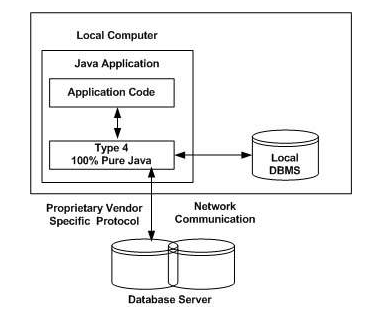 Local Computer
Java Application
Application Code
Type 4
100% Pure Java
Local
DBMS
Proprietary Vendor
Specific Protocol
Network
Communication
Database Server